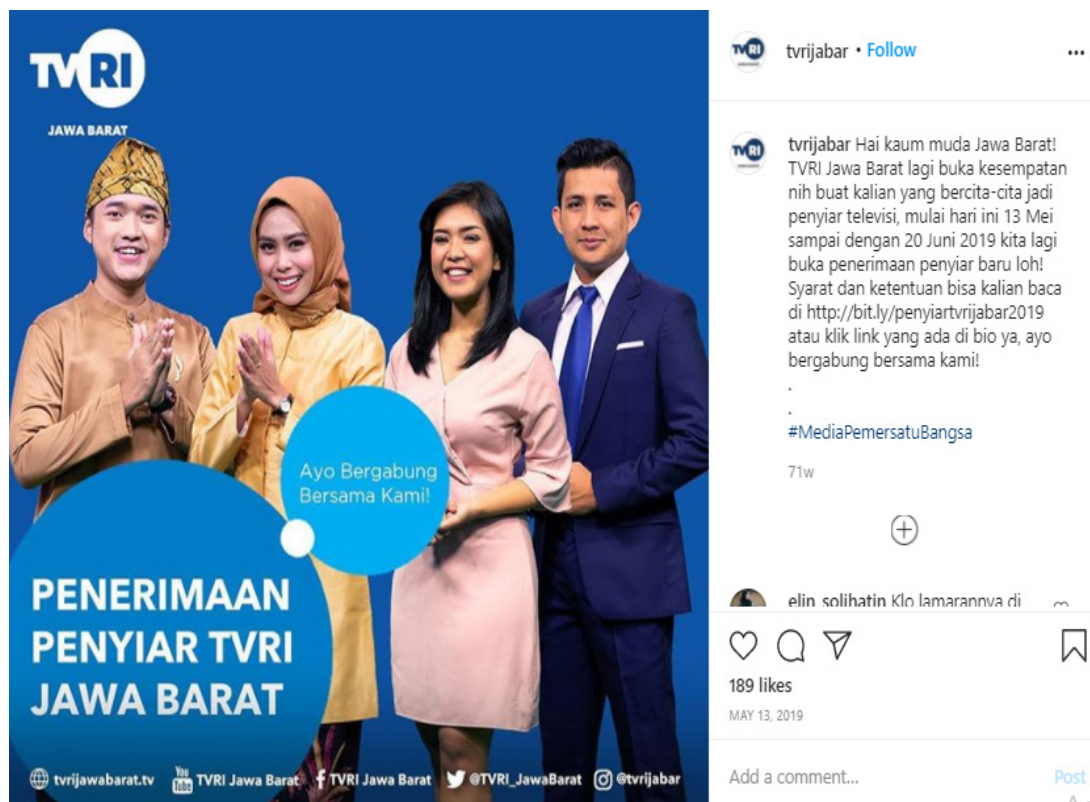 TVRI
JAWA BARAT
Ayo Bergabung
Bersama Kami!
PENERIMAAN
PENYIAR TVRI
JAWA BARAT
tvrijawabarat.tv
You
Tube
TVRI Jawa Barat
f TVRI Jawa Barat
@TVRI_JawaBarat
@tvrijabar
TVRI
tvrijabar • Follow
...
TVRI
tvrijabar Hai kaum muda Jawa Barat!
TVRI Jawa Barat lagi buka kesempatan
nih buat kalian yang bercita-cita jadi
penyiar televisi, mulai hari ini 13 Mei
sampai dengan 20 Juni 2019 kita lagi
buka penerimaan penyiar baru loh!
Syarat dan ketentuan bisa kalian baca
di http://bit.ly/penyiartvrijabar2019
atau klik link yang ada di bio ya, ayo
bergabung bersama kami!
.
.
#MediaPemersatuBangsa
71w
elin_solihatin Klo lamarannya di
189 likes
MAY 13, 2019
Add a comment...
Post